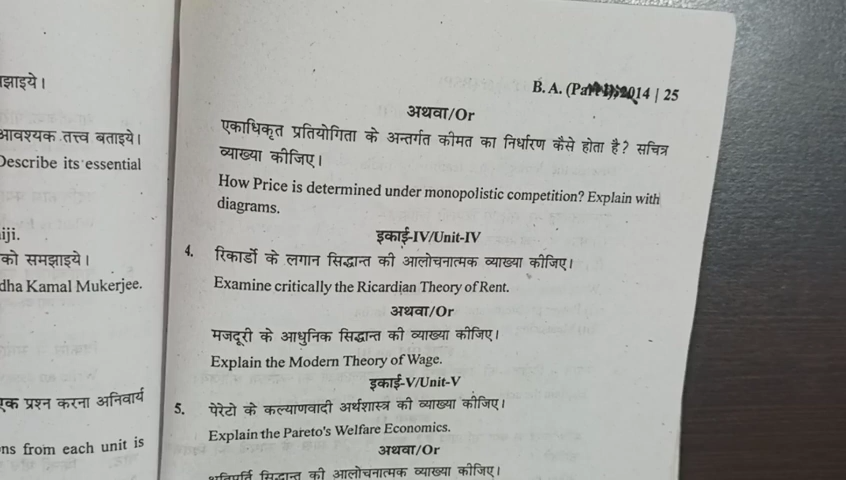 झाइये।
आवश्यक तत्त्व बताइये।
Describe its essential
iji.
को समझाइये।
dha Kamal Mukerjee.
एक प्रश्न करना अनिवार्य
ns from each unit is
B. A. (Part-I), 2014 | 25
अथवा/Or
एकाधिकृत प्रतियोगिता के अन्तर्गत कीमत का निर्धारण कैसे होता है? सचित्र
व्याख्या कीजिए।
How Price is determined under monopolistic competition? Explain with
diagrams.
इकाई-IV/Unit-IV
4. रिकार्डो के लगान सिद्धान्त की आलोचनात्मक व्याख्या कीजिए।
Examine critically the Ricardian Theory of Rent.
अथवा/Or
मजदूरी के आधुनिक सिद्धान्त की व्याख्या कीजिए।
Explain the Modern Theory of Wage.
इकाई-V/Unit-V
5. पेरेटो के कल्याणवादी अर्थशास्त्र की व्याख्या कीजिए।
Explain the Pareto's Welfare Economics.
अथवा/Or
सिद्धान्त की आलोचनात्मक व्याख्या कीजिए।